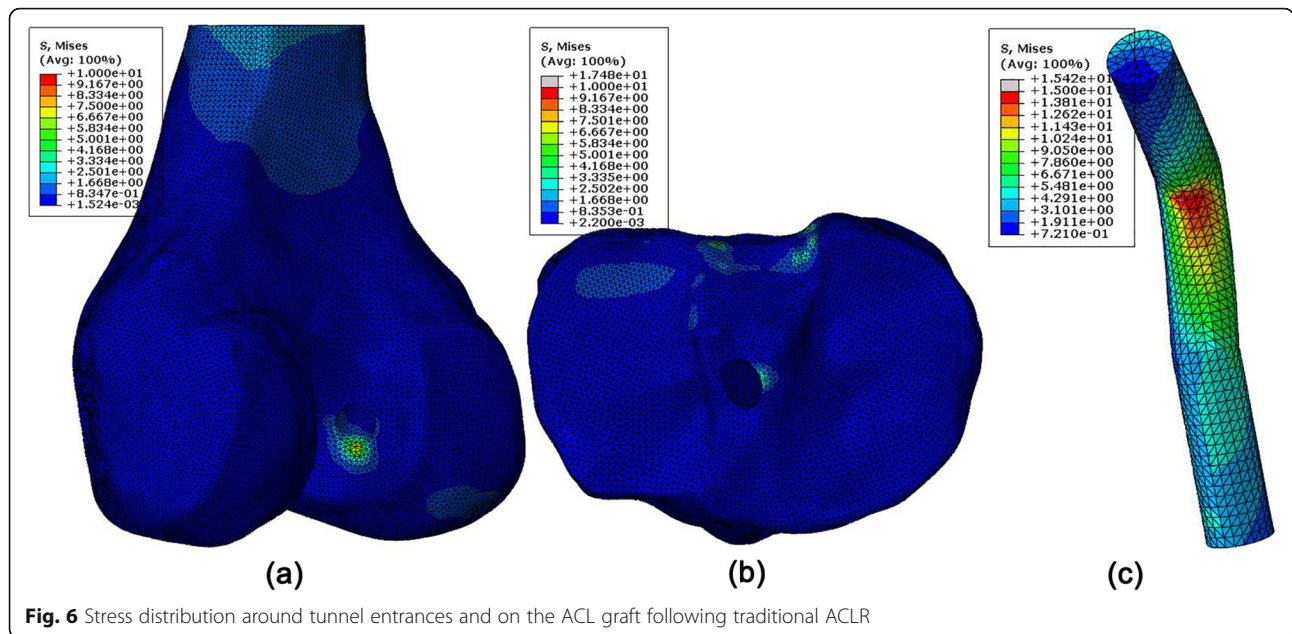 S, Mises
(Avg: 100%)
+1.000e+01
+9.167e+00
+8.334e+00
+7.500e+00
+6.667e+00
+5.834e+00
+5.001e+00
+4.168e+00
+3.334e+00
+2.501e+00
+1.668e+00
+8.347e-01
+1.524e-03
S, Mises
(Avg: 100%)
+1.748e+01
+1.000e+01
+9.167e+00
+8.334e+00
+7.501e+00
+6.667e+00
+5.834e+00
+5.001e+00
+4.168e+00
+3.335e+00
+2.502e+00
+1.668e+00
+8.353e-01
+2.200e-03
S, Mises
(Avg: 100%)
+1.542e+01
+1.500e+01
+1.381e+01
+1.262e+01
+1.143e+01
+1.024e+01
+9.050e+00
+7.860e+00
+6.671e+00
+5.481e+00
+4.291e+00
+3.101e+00
+1.911e+00
+7.210e-01
(a)
(b)
(c)
Fig. 6 Stress distribution around tunnel entrances and on the ACL graft following traditional ACLR